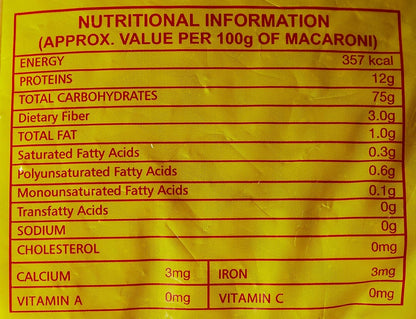 NUTRITIONAL INFORMATION
(APPROX. VALUE PER 100g OF MACARONI)
ENERGY 357 kcal
PROTEINS 12g
TOTAL CARBOHYDRATES 75g
Dietary Fiber 3.0g
TOTAL FAT 1.0g
Saturated Fatty Acids 0.3g
Polyunsaturated Fatty Acids 0.6g
Monounsaturated Fatty Acids 0.1g
Transfatty Acids 0g
SODIUM 0g
CHOLESTEROL 0mg
CALCIUM 3mg IRON 3mg
VITAMIN A 0mg VITAMIN C 0mg